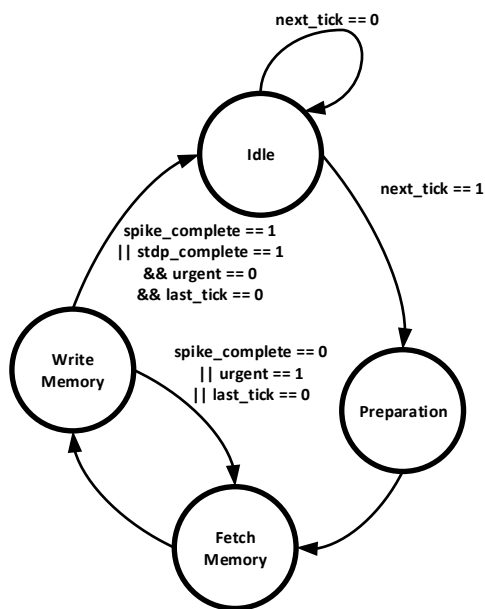 next_tick == 0
Idle
next_tick == 1
spike_complete == 1
|| stdp_complete == 1
&& urgent == 0
&& last_tick == 0
Write
Memory
spike_complete == 0
|| urgent == 1
|| last_tick == 0
Preparation
Fetch
Memory